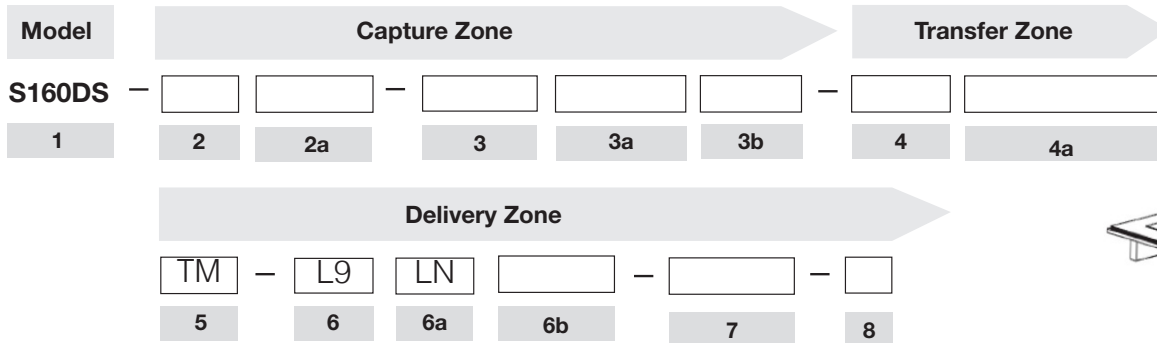 Model Capture Zone Transfer Zone
S160DS – – –
1 2 2a 3 3a 3b 4 4a
Delivery Zone
TM – L9 LN – –
5 6 6a 6b 7 8